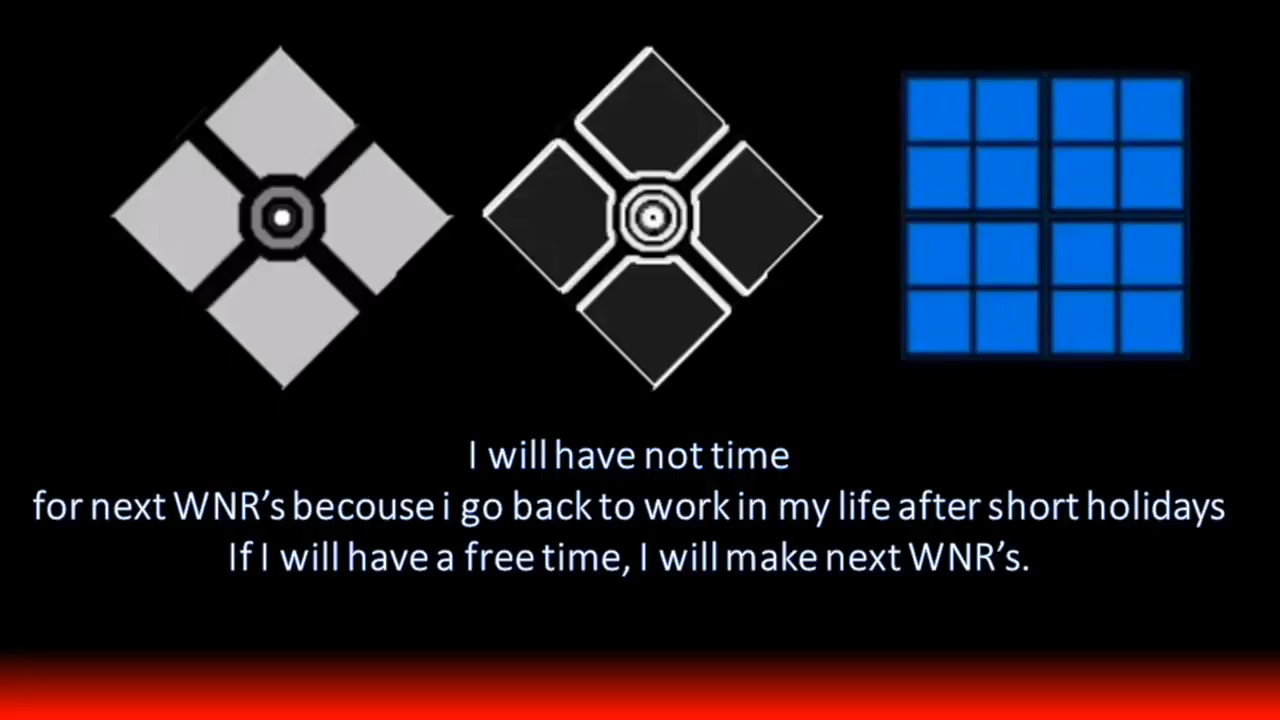 I will have not time
for next WNR’s becouse i go back to work in my life after short holidays
If I will have a free time, I will make next WNR’s.